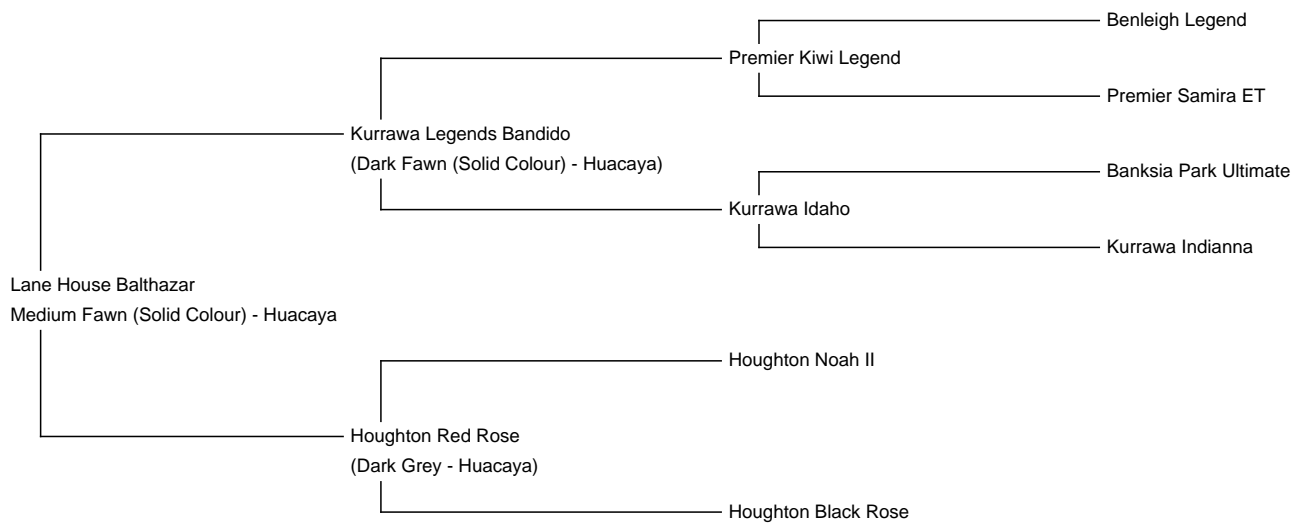 Benleigh Legend
Premier Kiwi Legend
Premier Samira ET
Kurrawa Legends Bandido
(Dark Fawn (Solid Colour) - Huacaya)
Banksia Park Ultimate
Kurrawa Idaho
Kurrawa Indianna
Lane House Balthazar
Medium Fawn (Solid Colour) - Huacaya
Houghton Noah II
Houghton Red Rose
(Dark Grey - Huacaya)
Houghton Black Rose